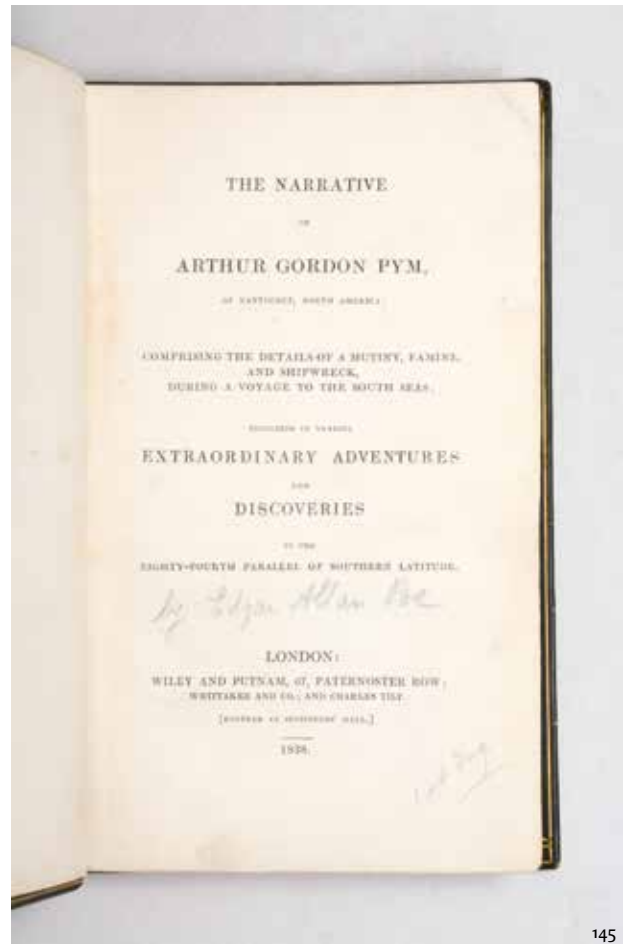 THE NARRATIVE
OF
ARTHUR GORDON PYM,
OF NANTUCKET, NORTH AMERICA
COMPRISING THE DETAILS OF A MUTINY, FAMINE,
AND SHIPWRECK,
DURING A VOYAGE TO THE SOUTH SEAS;
EXTRAORDINARY ADVENTURES
AND
DISCOVERIES
IN THE
EIGHTY-FOURTH PARALLEL OF SOUTHERN LATITUDE.
by Edgar Allan Poe
LONDON:
WILEY AND PUTNAM, 67, PATERNOSTER ROW;
WHITTAKER AND CO.; AND CHARLES TILT
[ENTERED AT STATIONERS' HALL.]
1838.
1st Eng
145